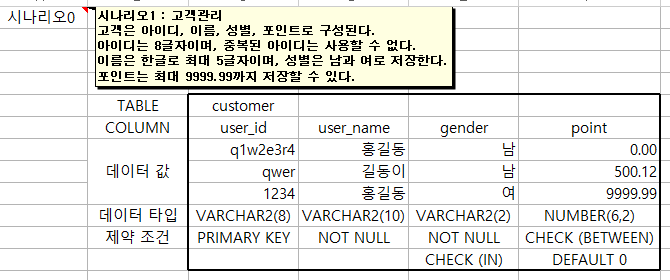 시나리오0
시나리오1 : 고객관리
고객은 아이디, 이름, 성별, 포인트로 구성된다.
아이디는 8글자이며, 중복된 아이디는 사용할 수 없다.
이름은 한글로 최대 5글자이며, 성별은 남과 여로 저장한다.
포인트는 최대 9999.99까지 저장할 수 있다.
TABLE customer
COLUMN user_id user_name gender point
데이터 값 q1w2e3r4 홍길동 남 0.00
qwer 길동이 남 500.12
1234 홍길동 여 9999.99
데이터 타입 VARCHAR2(8) VARCHAR2(10) VARCHAR2(2) NUMBER(6,2)
제약 조건 PRIMARY KEY NOT NULL NOT NULL CHECK (BETWEEN)
CHECK (IN) DEFAULT 0